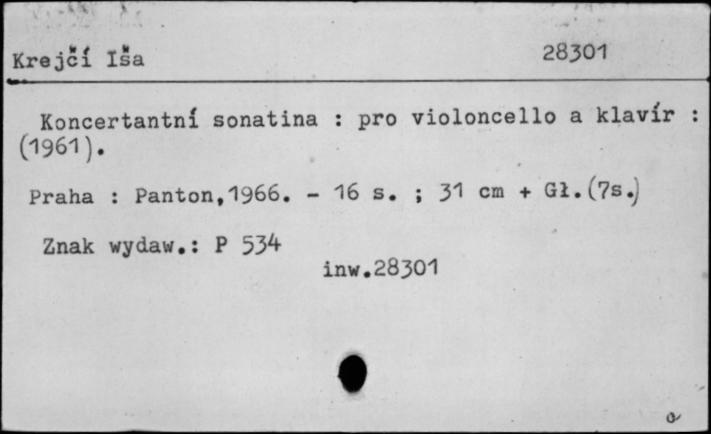 Krejčí Iša 28301
Koncertantní sonatina : pro violoncello a klavír :
(1961).
Praha : Panton,1966. - 16 s. ; 31 cm + Gł.(7s.)
Znak wydaw.: P 534
inw.28301